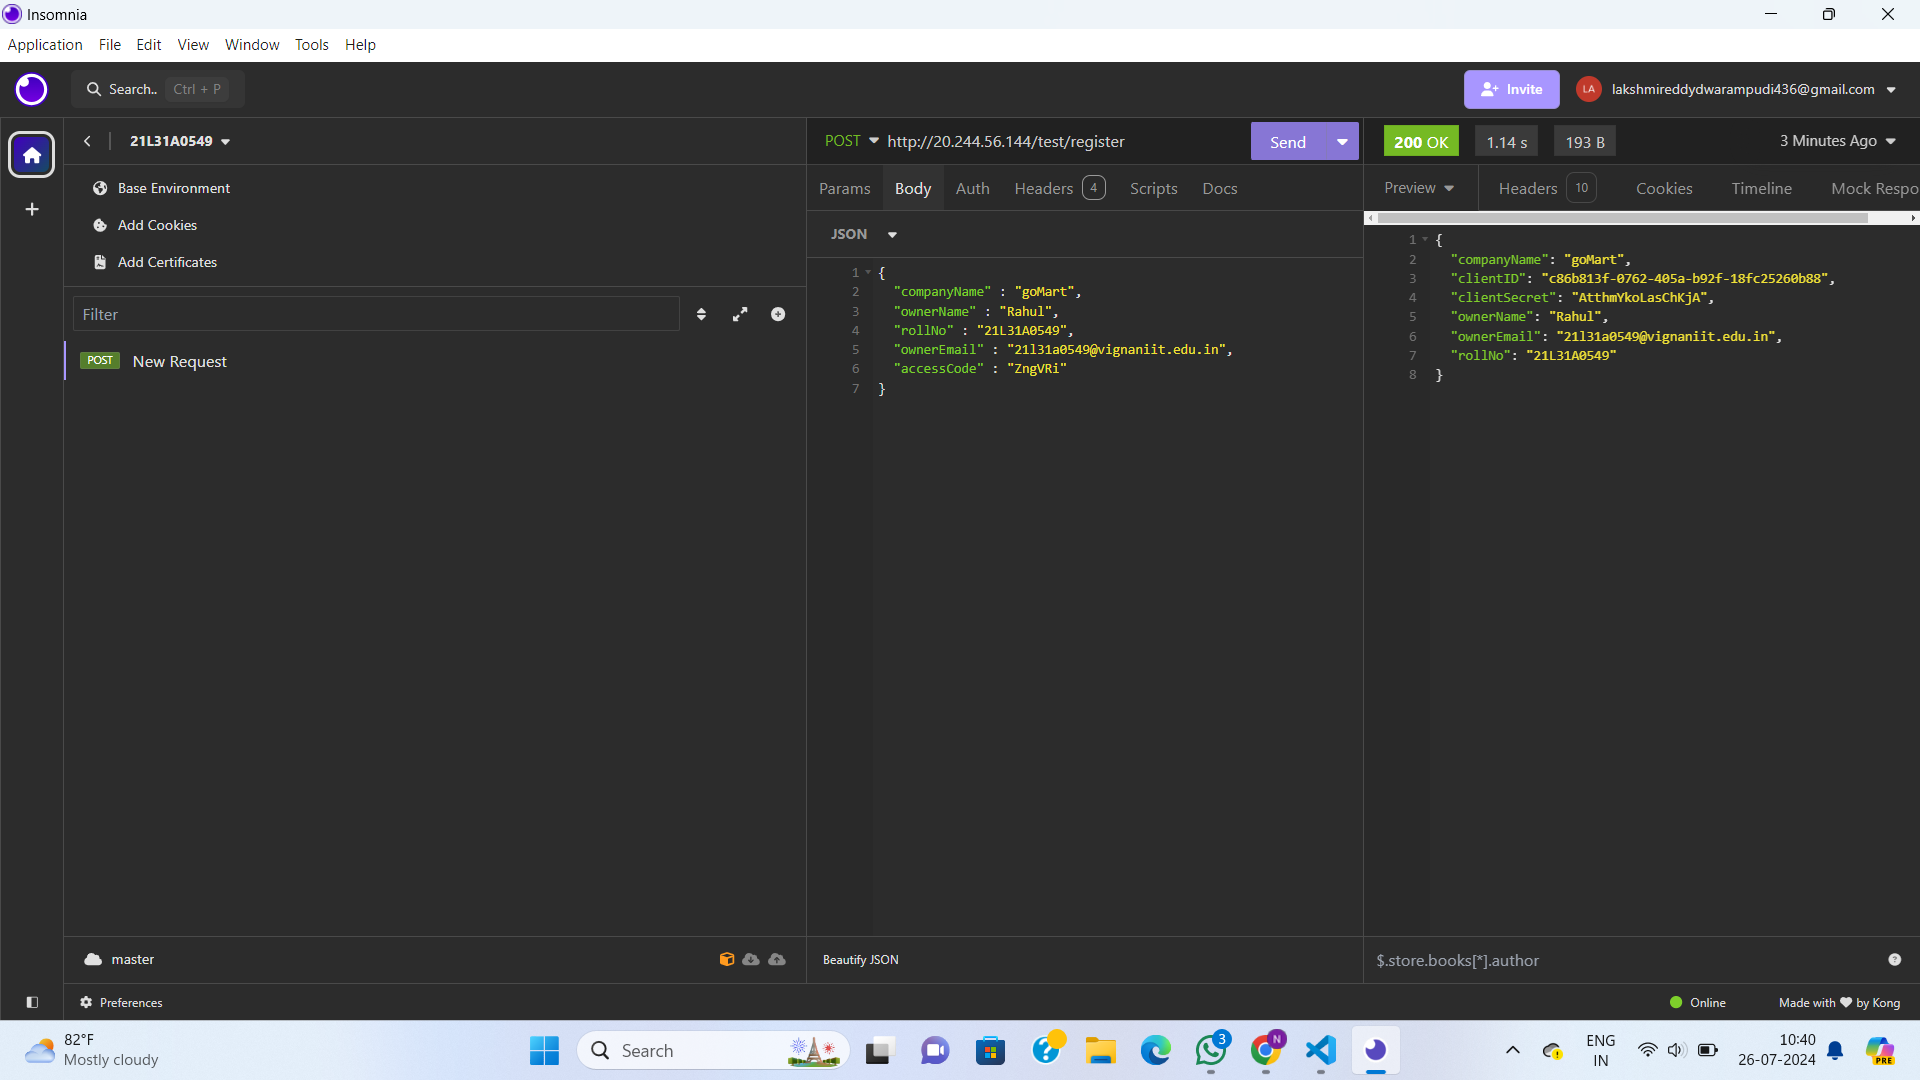 Insomnia
Application File Edit View Window Tools Help
Search.. Ctrl + P
Invite
LA lakshmireddydwarampudi436@gmail.com
21L31A0549
POST http://20.244.56.144/test/register Send
200 OK 1.14 s 193 B 3 Minutes Ago
Base Environment
Add Cookies
Add Certificates
Filter
POST New Request
Params Body Auth Headers 4 Scripts Docs
JSON
1 {
2 "companyName" : "goMart",
3 "ownerName" : "Rahul",
4 "rollNo" : "21L31A0549",
5 "ownerEmail" : "21l31a0549@vignaniit.edu.in",
6 "accessCode" : "ZngVRi"
7 }
Preview Headers 10 Cookies Timeline Mock Respo
1 {
2 "companyName": "goMart",
3 "clientID": "c86b813f-0762-405a-b92f-18fc25260b88",
4 "clientSecret": "AtthmYkoLasChKjA",
5 "ownerName": "Rahul",
6 "ownerEmail": "21l31a0549@vignaniit.edu.in",
7 "rollNo": "21L31A0549"
8 }
master
Beautify JSON
$.store.books[*].author
Preferences
Online
Made with ❤ by Kong
82°F
Mostly cloudy
Search
3
N
PRE
ENG
IN
10:40
26-07-2024